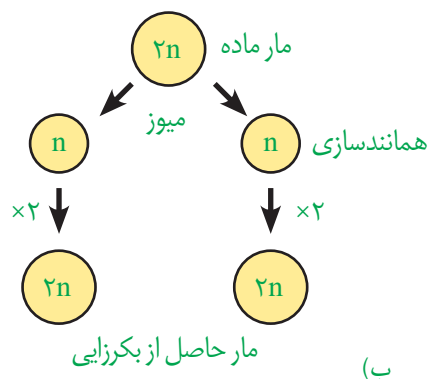 ۲n مار ماده
میوز
n n همانندسازی
×۲ ×۲
۲n ۲n
مار حاصل از بکرزایی
ب)